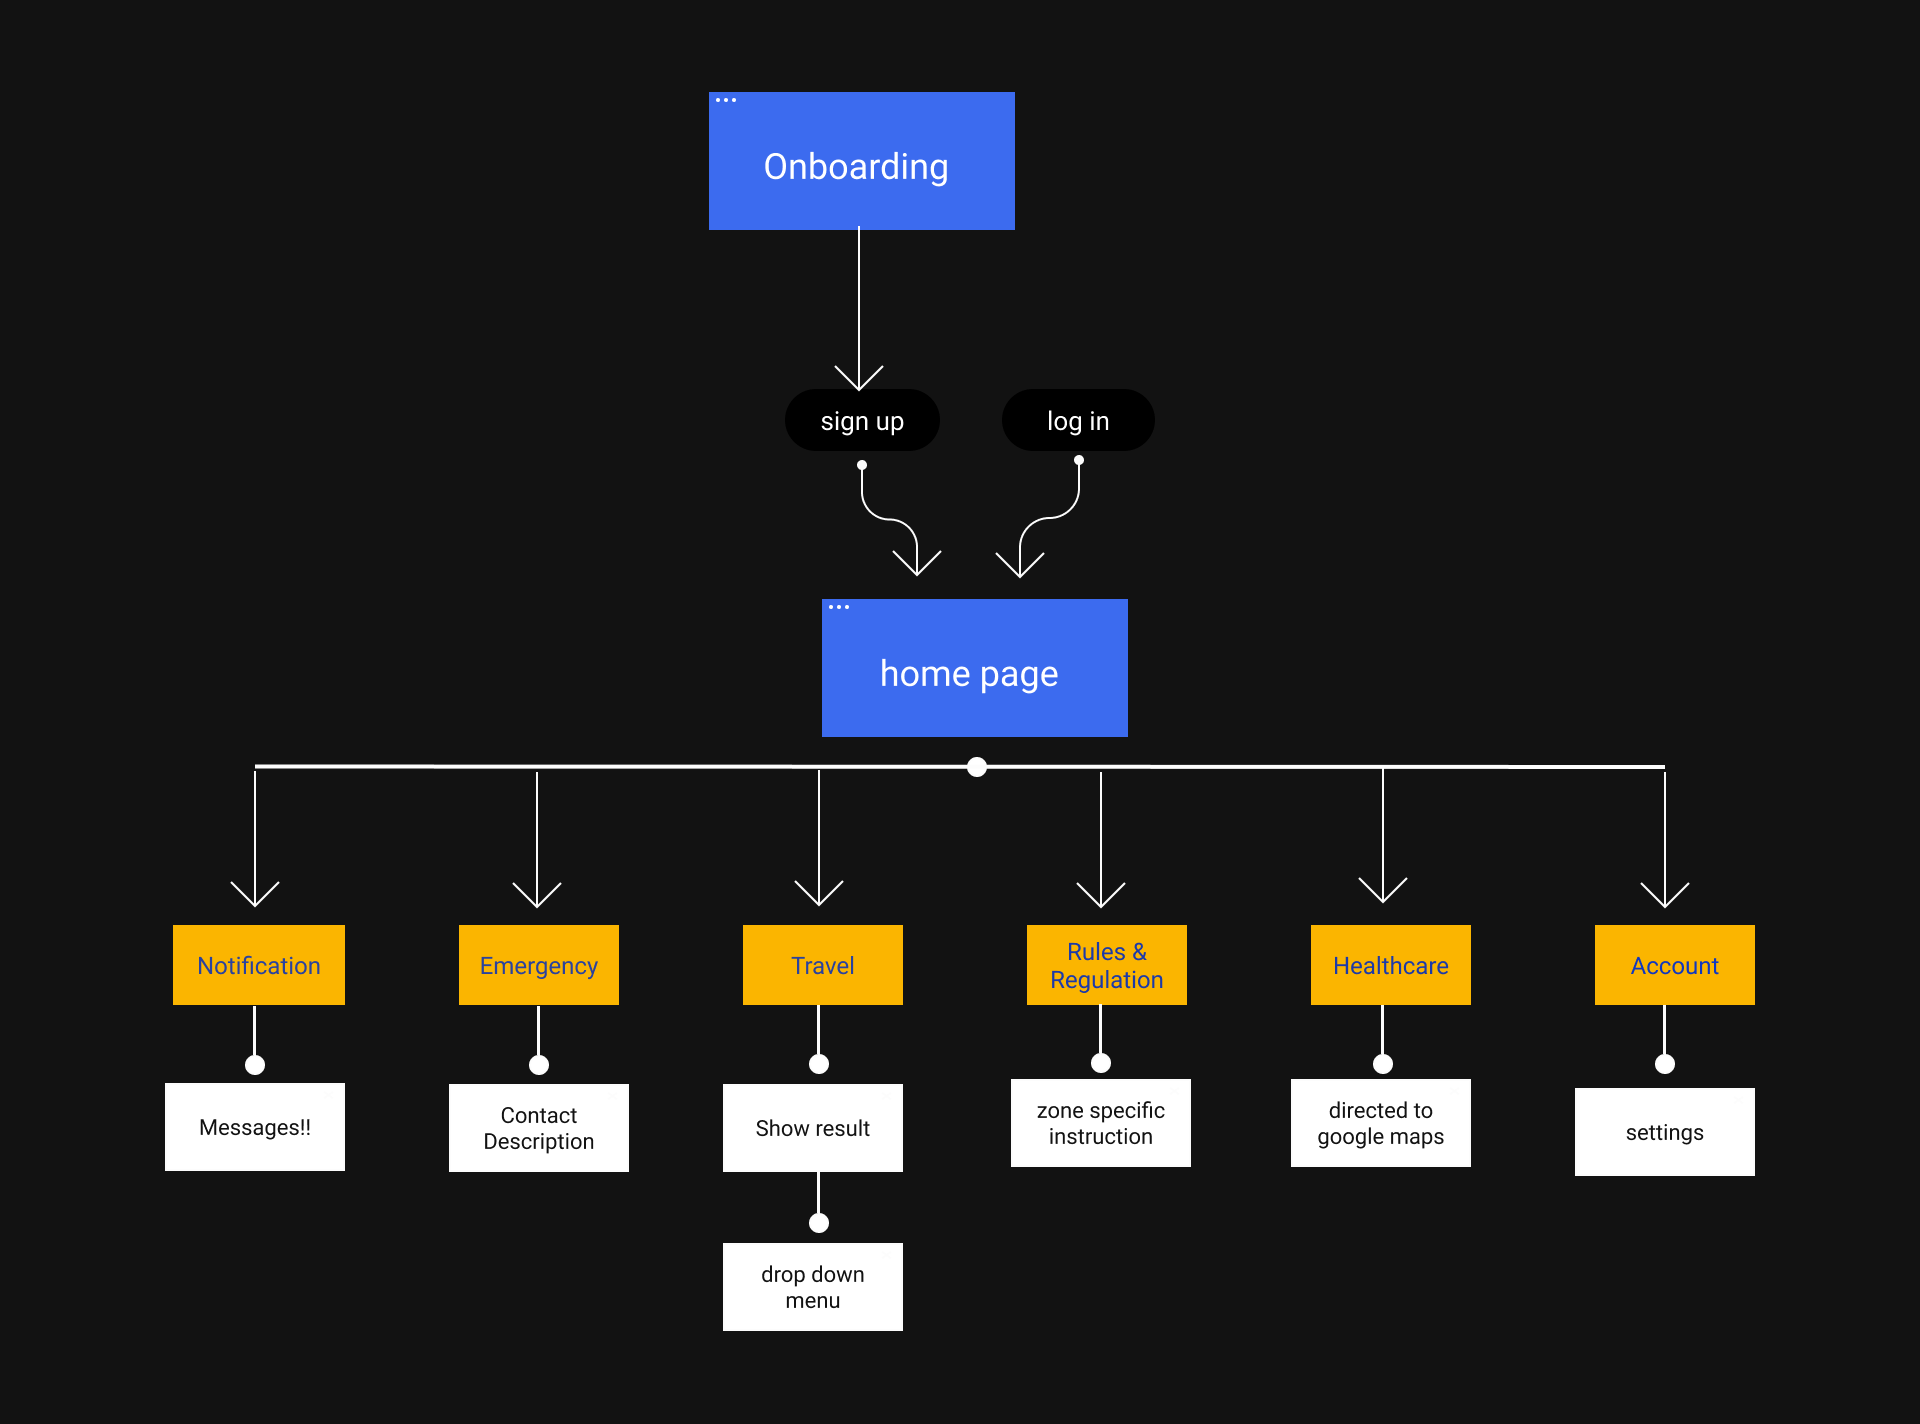 Onboarding
sign up
log in
home page
Notification
Emergency
Travel
Rules &
Regulation
Healthcare
Account
Messages!!
Contact
Description
Show result
zone specific
instruction
directed to
google maps
settings
drop down
menu